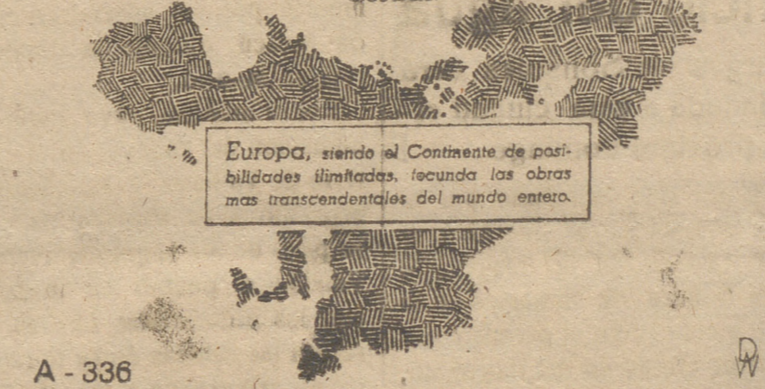 Europa, siendo el Continente de posi-
bilidades ilimitadas, fecunda las obras
mas transcendentales del mundo entero.
A - 336